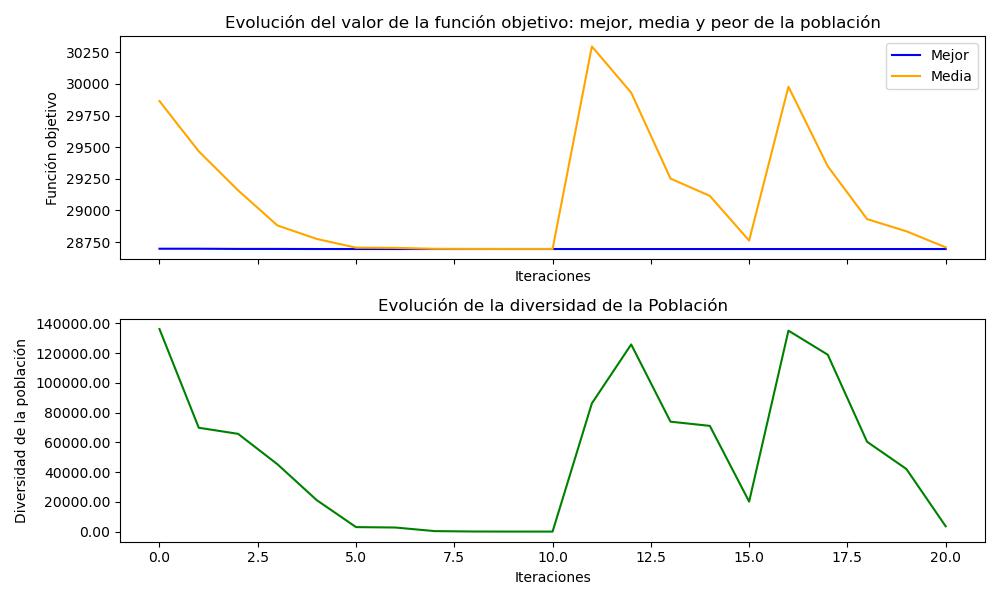 Evolución del valor de la función objetivo: mejor, media y peor de la población
30250
30000
29750
29500
29250
29000
28750
Función objetivo
Mejor
Media
Iteraciones
Evolución de la diversidad de la Población
140000.00
120000.00
100000.00
80000.00
60000.00
40000.00
20000.00
0.00
Diversidad de la población
0.0 2.5 5.0 7.5 10.0 12.5 15.0 17.5 20.0
Iteraciones